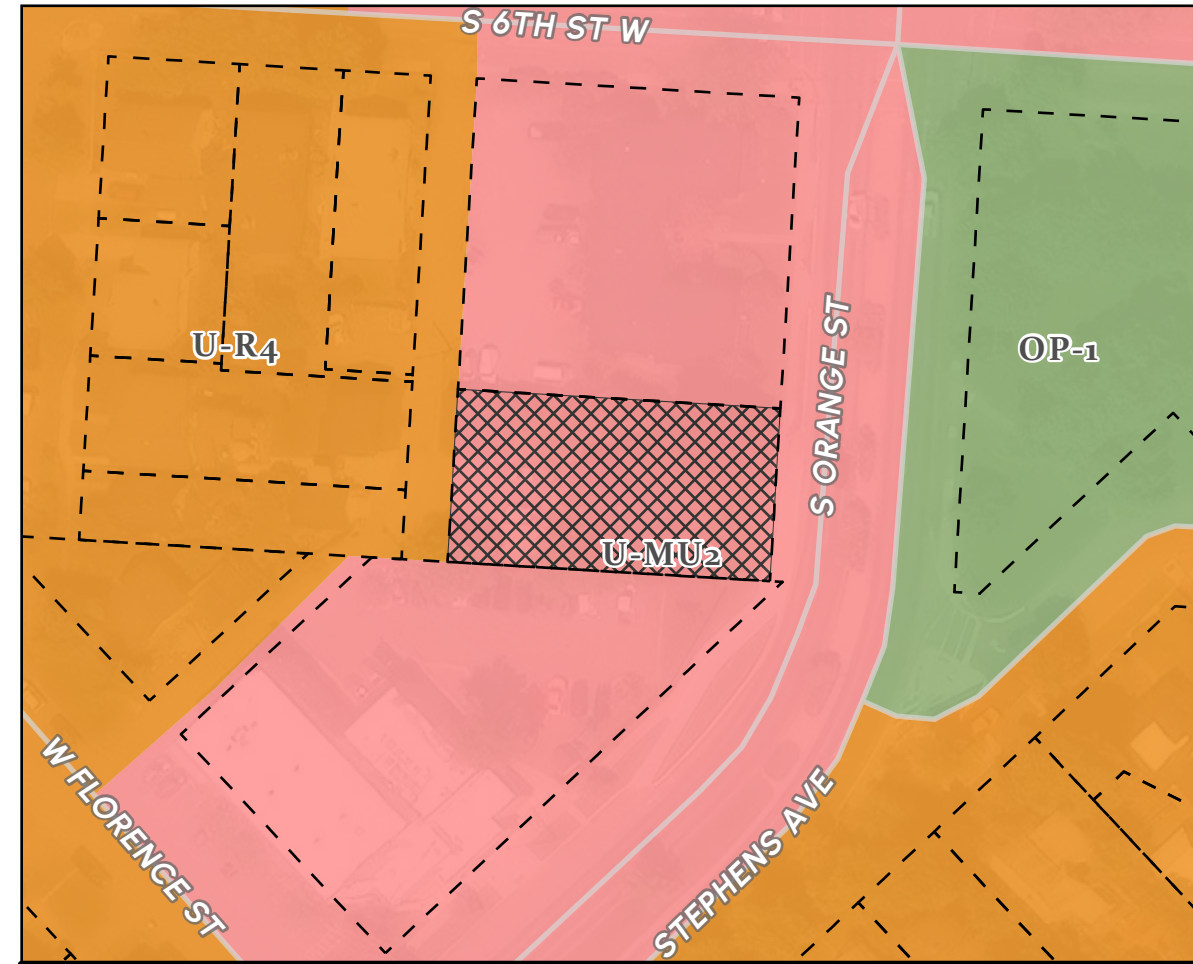 S 6TH ST W
U-R4
S ORANGE ST
OP-1
U-MU2
W FLORENCE ST
STEPHENS AVE